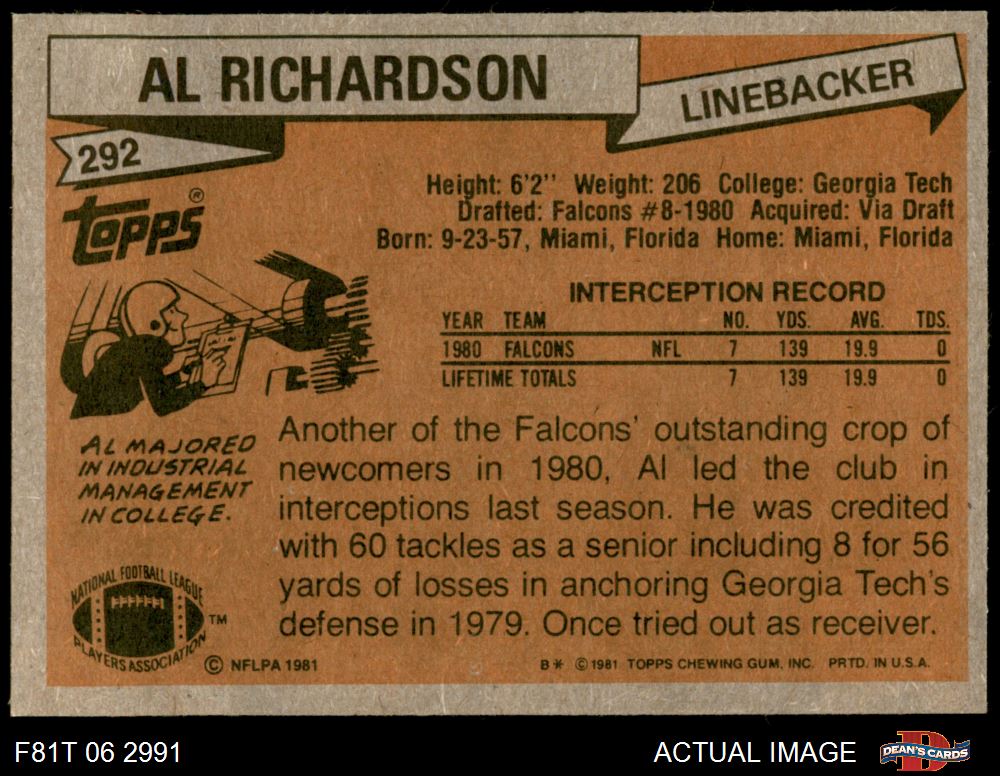 AL RICHARDSON
LINEBACKER
292
TOPPS®
Height: 6'2" Weight: 206 College: Georgia Tech
Drafted: Falcons #8-1980 Acquired: Via Draft
Born: 9-23-57, Miami, Florida Home: Miami, Florida
INTERCEPTION RECORD
YEAR TEAM NO. YDS. AVG. TDS.
1980 FALCONS NFL 7 139 19.9 0
LIFETIME TOTALS 7 139 19.9 0
AL MAJORED
IN INDUSTRIAL
MANAGEMENT
IN COLLEGE.
Another of the Falcons' outstanding crop of
newcomers in 1980, Al led the club in
interceptions last season. He was credited
with 60 tackles as a senior including 8 for 56
yards of losses in anchoring Georgia Tech's
defense in 1979. Once tried out as receiver.
NATIONAL FOOTBALL LEAGUE
PLAYERS ASSOCIATION
TM
© NFLPA 1981
B* © 1981 TOPPS CHEWING GUM, INC. PRTD. IN U.S.A.
F81T 06 2991
ACTUAL IMAGE
DEAN'S CARDS